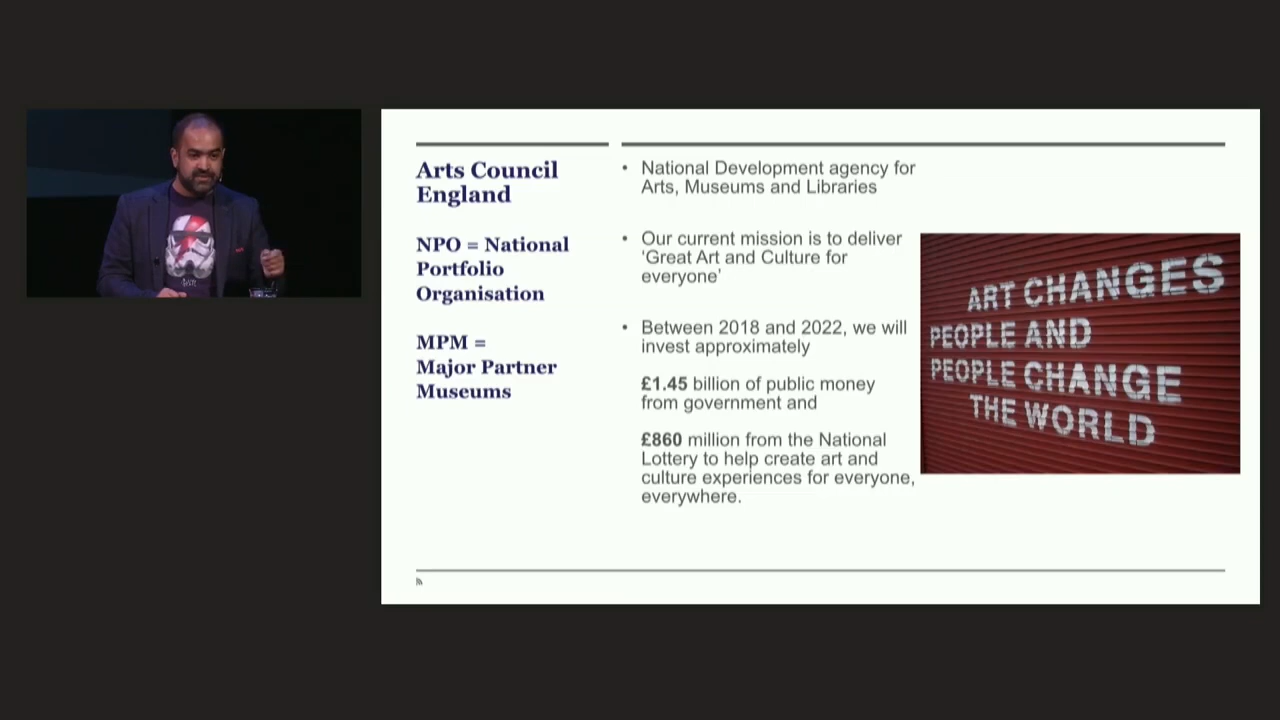 Arts Council
England
NPO = National
Portfolio
Organisation
MPM =
Major Partner
Museums
• National Development agency for
Arts, Museums and Libraries
• Our current mission is to deliver
'Great Art and Culture for
everyone'
• Between 2018 and 2022, we will
invest approximately
£1.45 billion of public money
from government and
£860 million from the National
Lottery to help create art and
culture experiences for everyone,
everywhere.
ART CHANGES
PEOPLE AND
PEOPLE CHANGE
THE WORLD